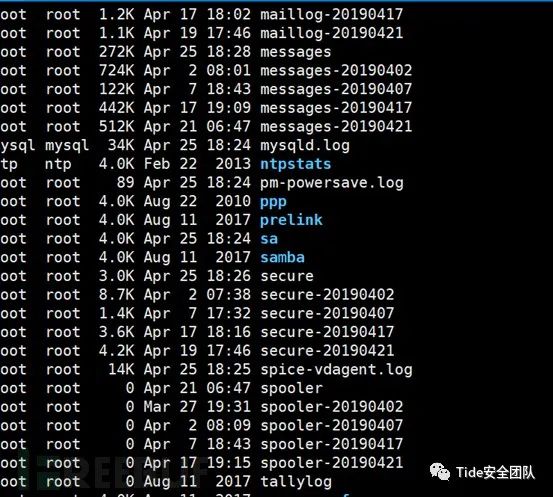 oot  root  1.2K Apr 17 18:02 maillog-20190417
oot  root  1.1K Apr 19 17:46 maillog-20190421
oot  root  272K Apr 25 18:28 messages
oot  root  724K Apr  2 08:01 messages-20190402
oot  root  122K Apr  7 18:43 messages-20190407
oot  root  442K Apr 17 19:09 messages-20190417
oot  root  512K Apr 21 06:47 messages-20190421
ysql mysql  34K Apr 25 18:24 mysqld.log
tp   ntp   4.0K Feb 22  2013 ntpstats
oot  root    89 Apr 25 18:24 pm-powersave.log
oot  root  4.0K Aug 22  2010 ppp
oot  root  4.0K Aug 11  2017 prelink
oot  root  4.0K Apr 25 18:24 sa
oot  root  4.0K Aug 11  2017 samba
oot  root  3.0K Apr 25 18:26 secure
oot  root  8.7K Apr  2 07:38 secure-20190402
oot  root  1.4K Apr  7 17:32 secure-20190407
oot  root  3.6K Apr 17 18:16 secure-20190417
oot  root  4.2K Apr 19 17:46 secure-20190421
oot  root   14K Apr 25 18:25 spice-vdagent.log
oot  root     0 Apr 21 06:47 spooler
oot  root     0 Mar 27 19:31 spooler-20190402
oot  root     0 Apr  2 08:09 spooler-20190407
oot  root     0 Apr  7 18:43 spooler-20190417
oot  root     0 Apr 17 19:15 spooler-20190421
oot  root     0 Aug 11  2017 tallylog
REEBUF
Tide安全团队